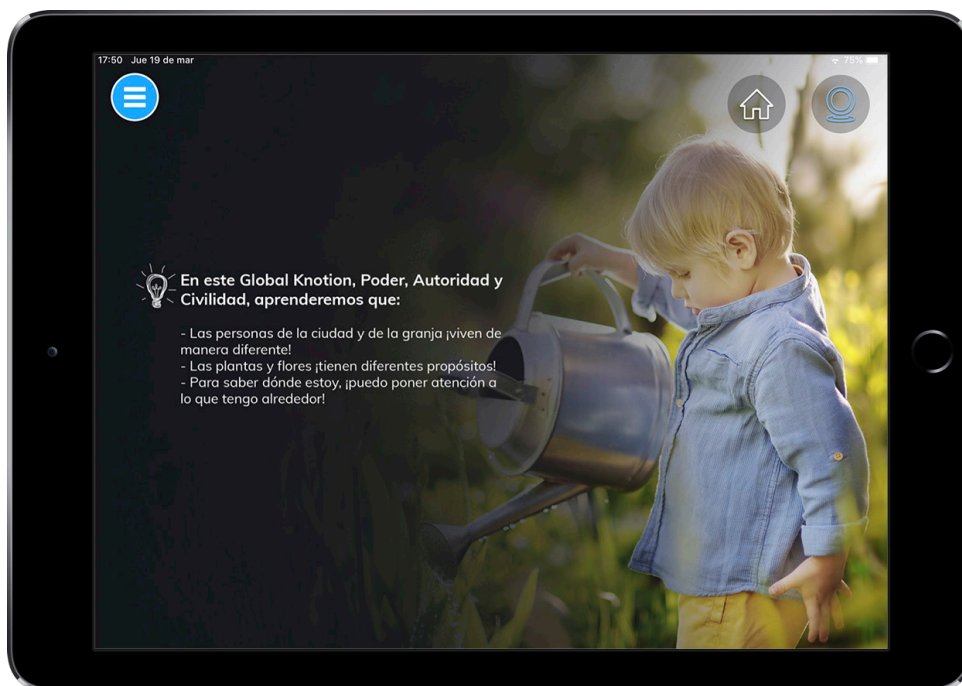 17:50 Jue 19 de mar
75%
En este Global Knotion, Poder, Autoridad y
Civilidad, aprenderemos que:
- Las personas de la ciudad y de la granja ¡viven de
manera diferente!
- Las plantas y flores ¡tienen diferentes propósitos!
- Para saber dónde estoy, ¡puedo poner atención a
lo que tengo alrededor!